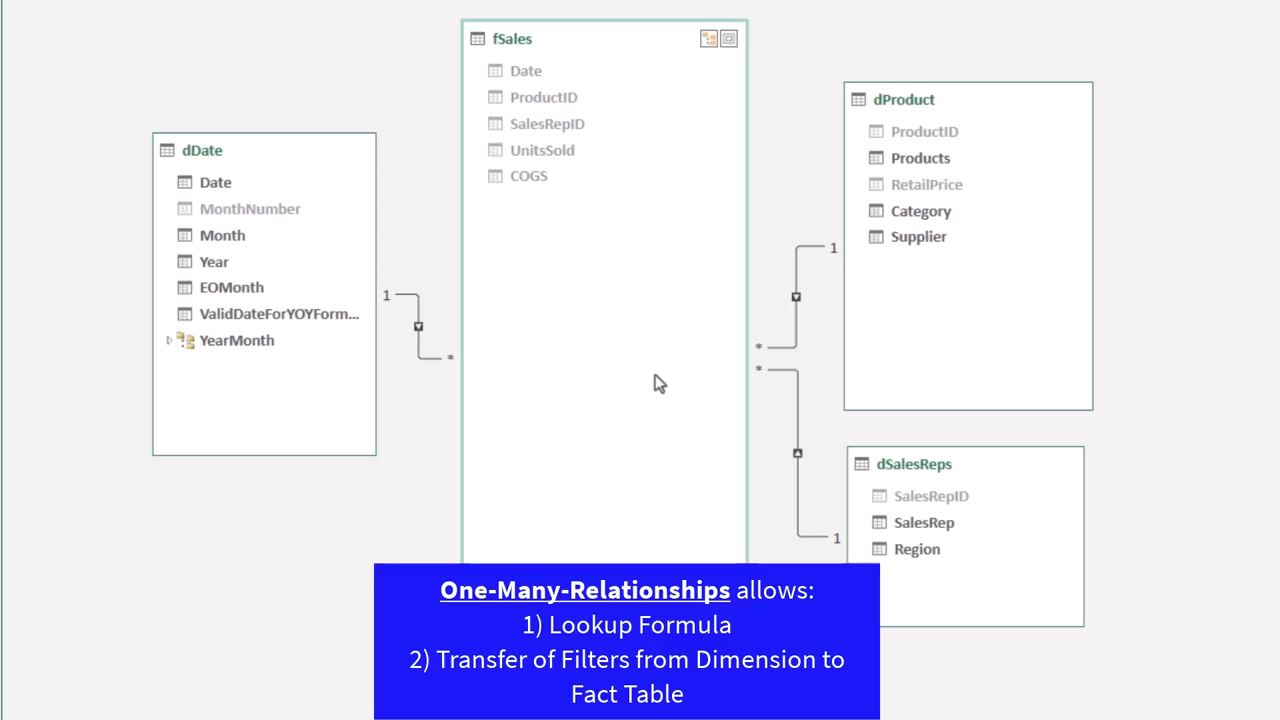 dDate
Date
MonthNumber
Month
Year
EOMonth
ValidDateForYOYForm...
YearMonth
1
*
fSales
Date
ProductID
SalesRepID
UnitsSold
COGS
dProduct
ProductID
Products
RetailPrice
Category
Supplier
1
*
*
1
dSalesReps
SalesRepID
SalesRep
Region
One-Many-Relationships allows:
1) Lookup Formula
2) Transfer of Filters from Dimension to
Fact Table